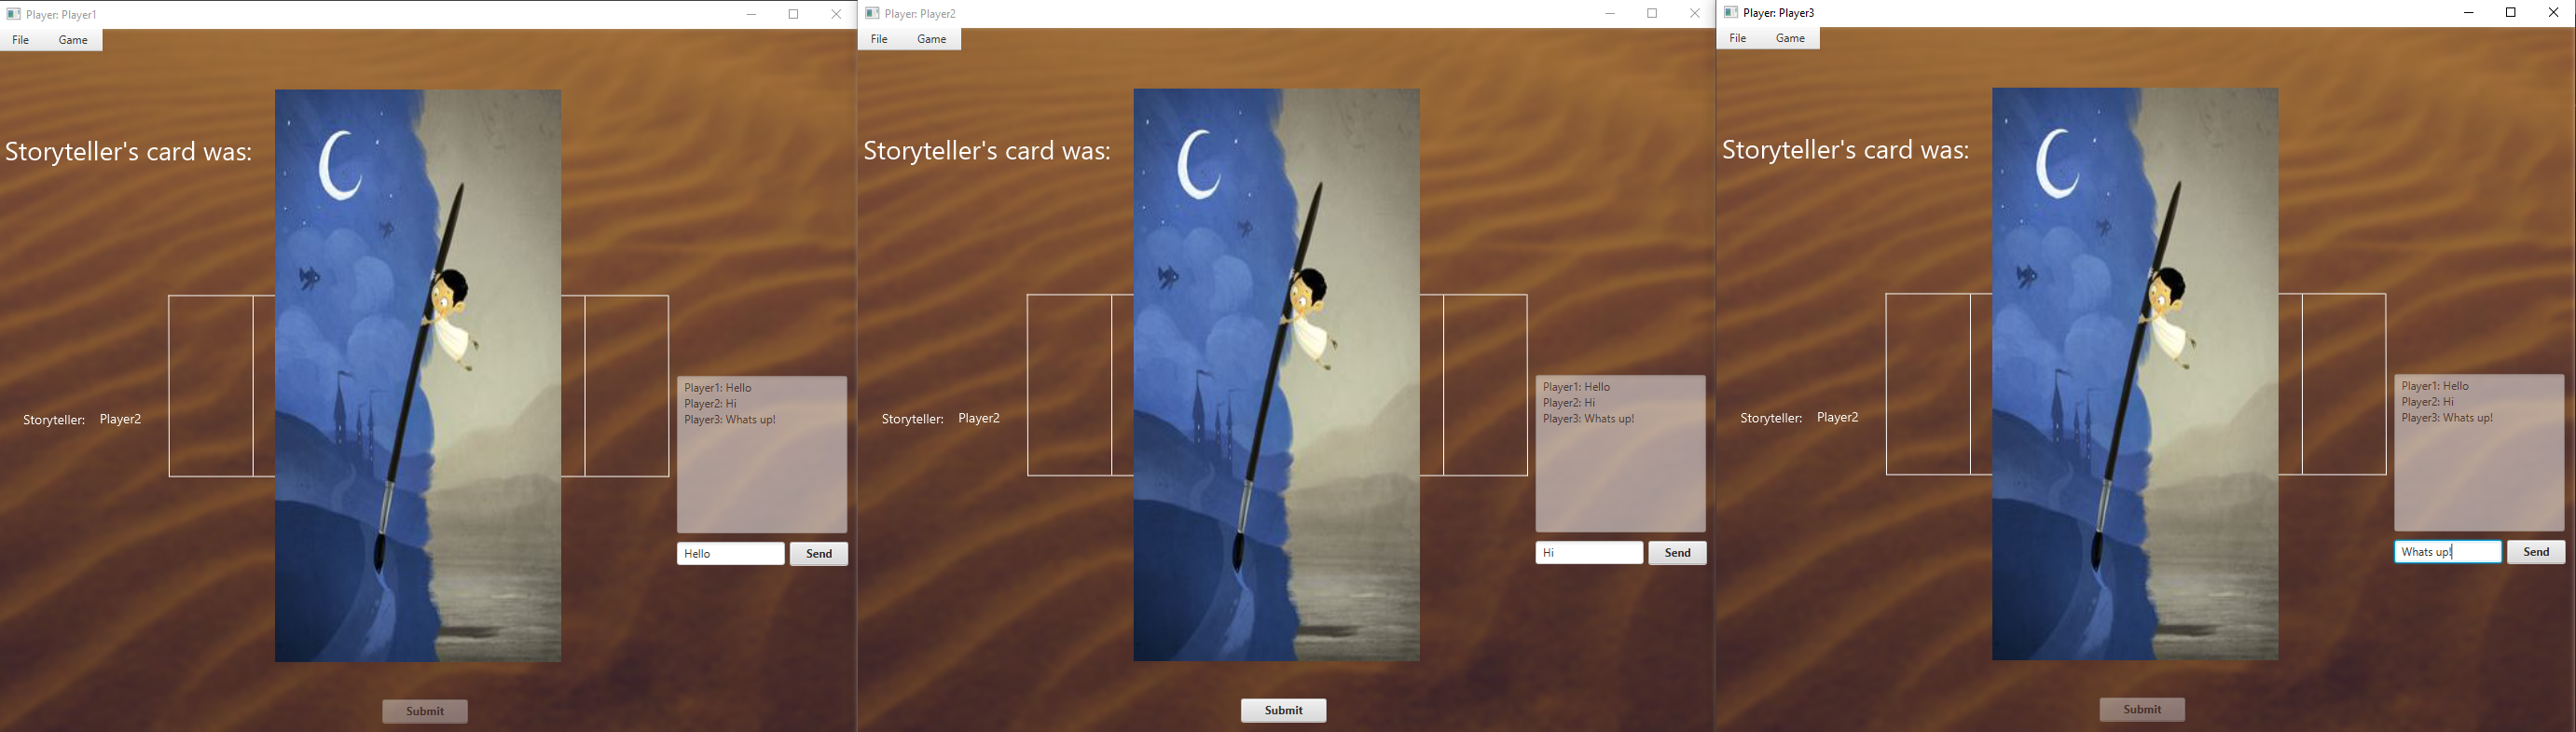 Player: Player1
File Game
Storyteller's card was:
Storyteller: Player2
Player1: Hello
Player2: Hi
Player3: Whats up!
Hello Send
Submit
Player: Player2
File Game
Storyteller's card was:
Storyteller: Player2
Player1: Hello
Player2: Hi
Player3: Whats up!
Hi Send
Submit
Player: Player3
File Game
Storyteller's card was:
Storyteller: Player2
Player1: Hello
Player2: Hi
Player3: Whats up!
Whats up! Send
Submit